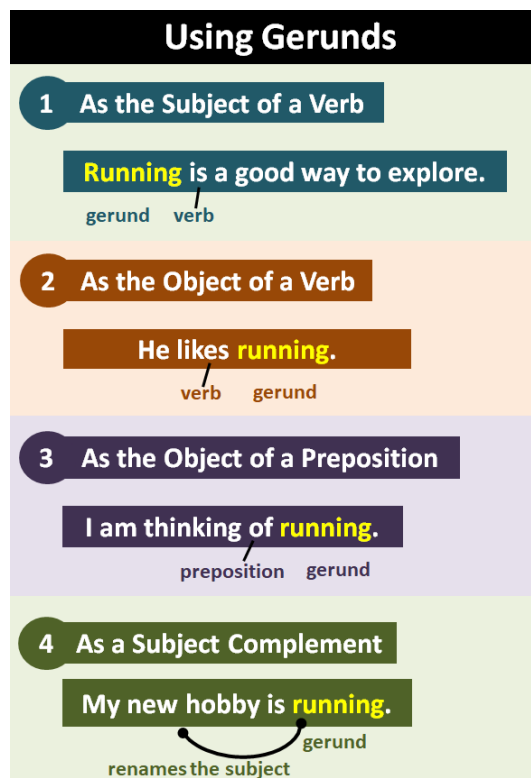 Using Gerunds
1 As the Subject of a Verb
Running is a good way to explore.
gerund verb
2 As the Object of a Verb
He likes running.
verb gerund
3 As the Object of a Preposition
I am thinking of running.
preposition gerund
4 As a Subject Complement
My new hobby is running.
gerund
renames the subject